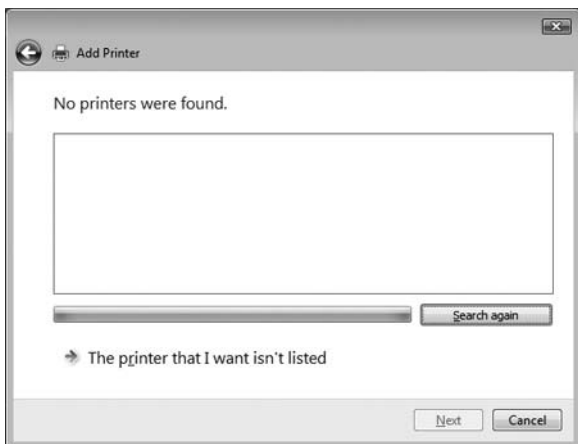 Add Printer
No printers were found.
Search again
The printer that I want isn't listed
Next
Cancel